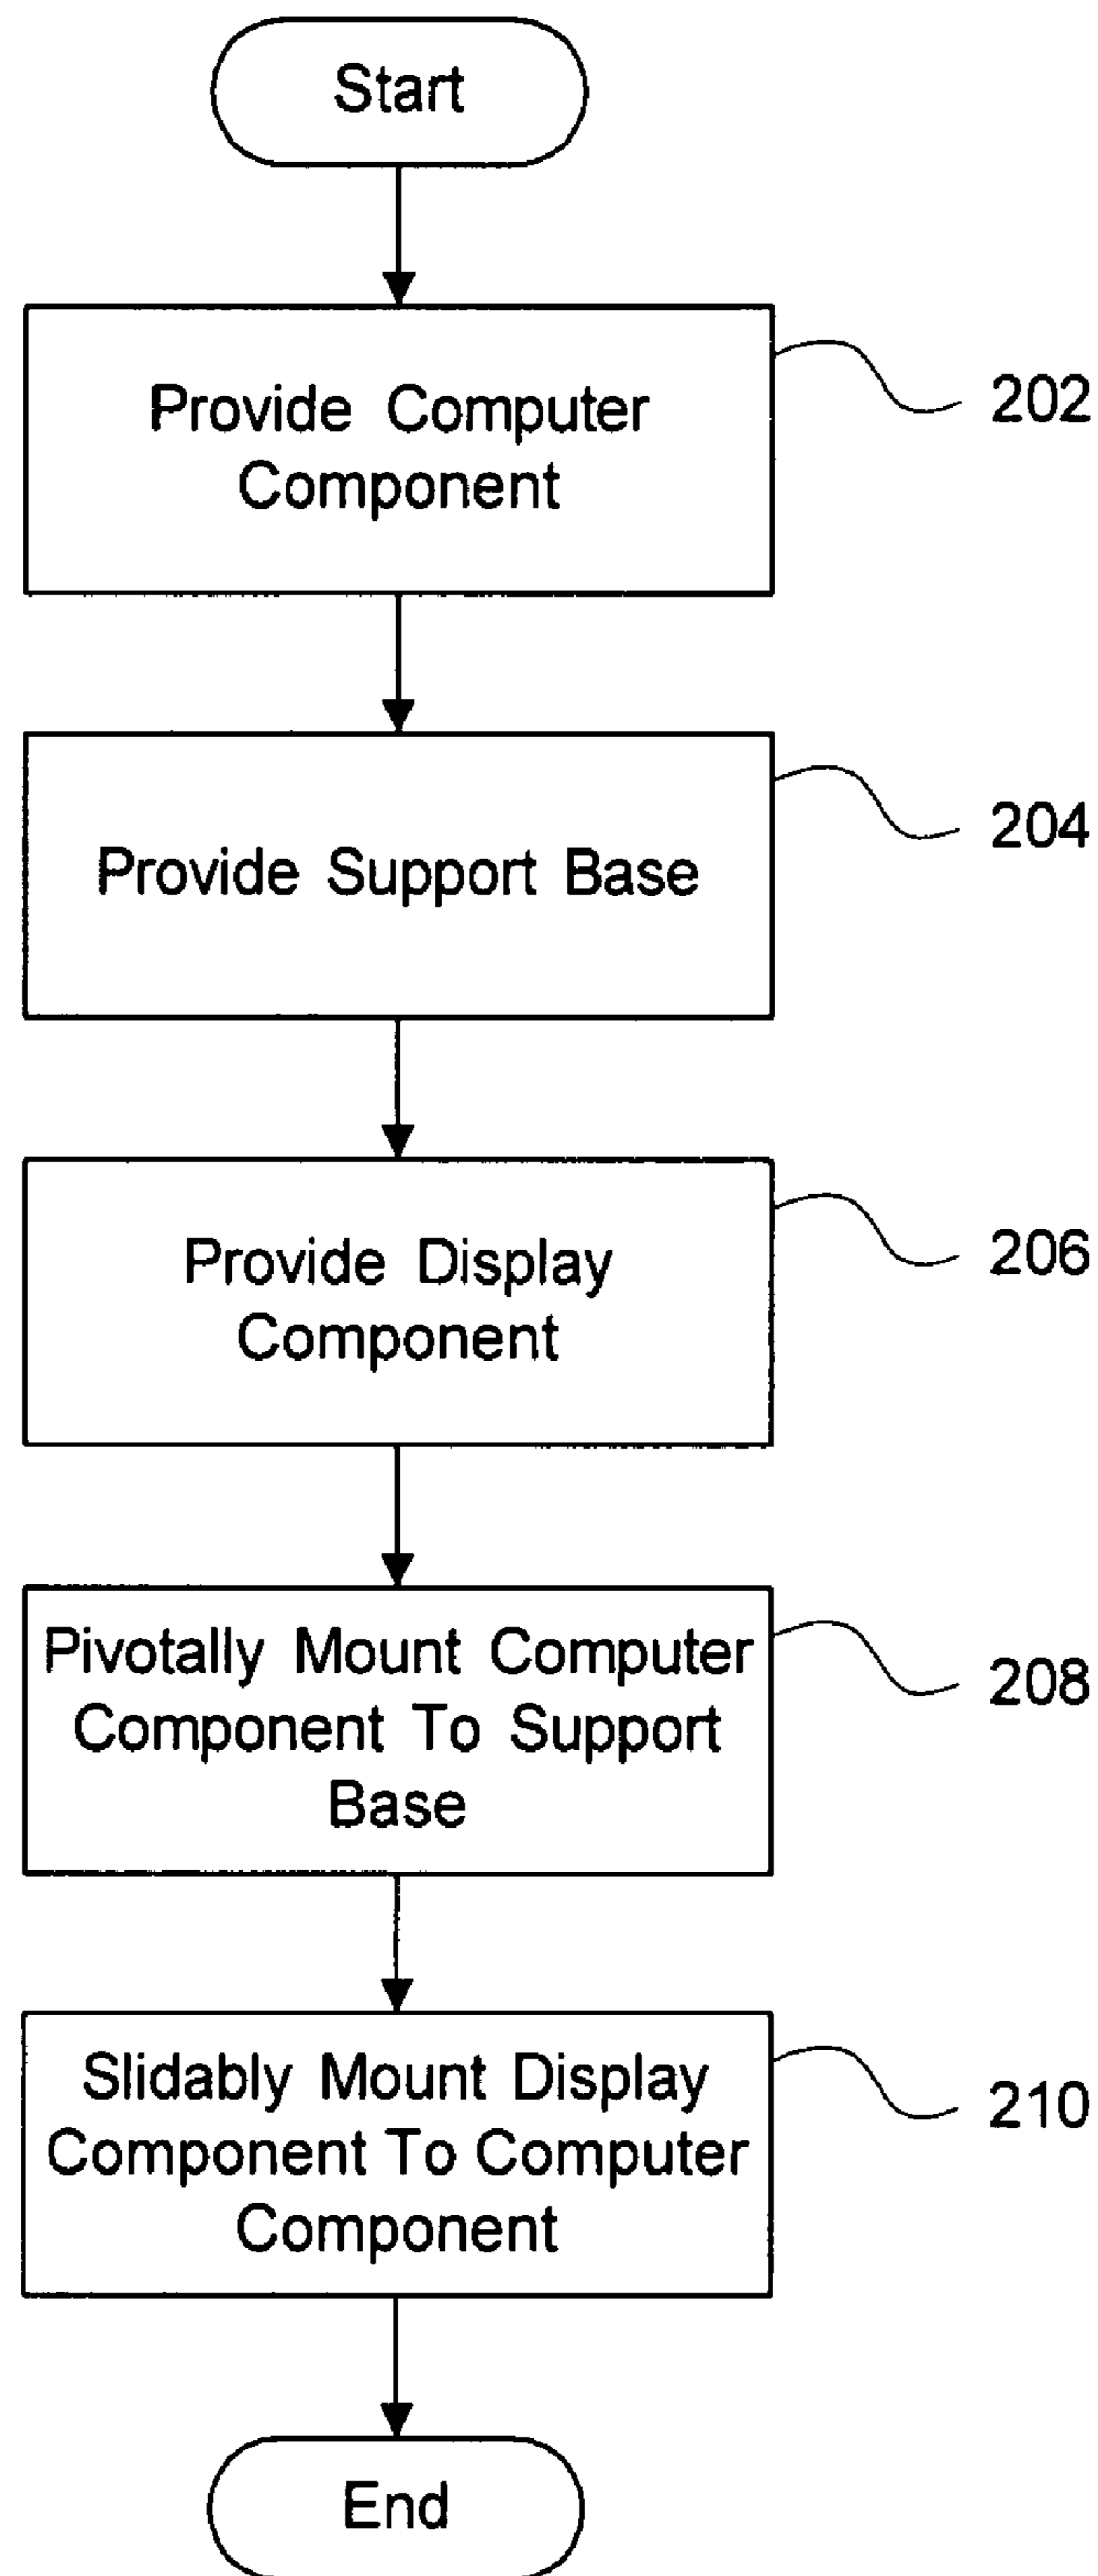 Start
Provide Computer
Component
202
Provide Support Base
204
Provide Display
Component
206
Pivotally Mount Computer
Component To Support
Base
208
Slidably Mount Display
Component To Computer
Component
210
End